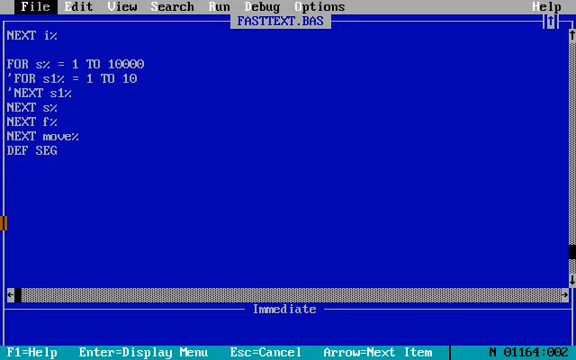 File Edit View Search Run Debug Options Help
FASTTEXT.BAS
NEXT i%
FOR s% = 1 TO 10000
'FOR s1% = 1 TO 10
'NEXT s1%
NEXT s%
NEXT f%
NEXT move%
DEF SEG
Immediate
F1=Help Enter=Display Menu Esc=Cancel Arrow=Next Item N 01164:002